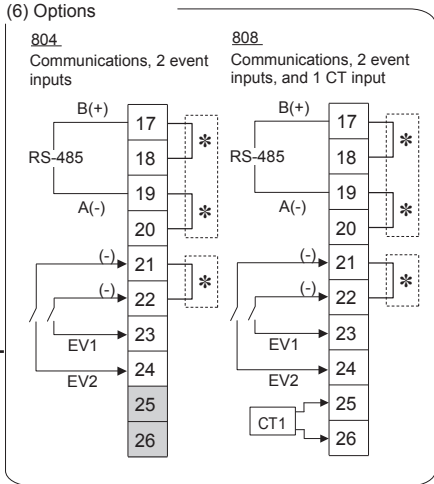 (6) Options
804
Communications, 2 event
inputs
B(+)
RS-485
A(-)
(-)
(-)
EV1
EV2
17
18
19
20
21
22
23
24
25
26
*
*
*
808
Communications, 2 event
inputs, and 1 CT input
B(+)
RS-485
A(-)
(-)
(-)
EV1
EV2
CT1
17
18
19
20
21
22
23
24
25
26
*
*
*